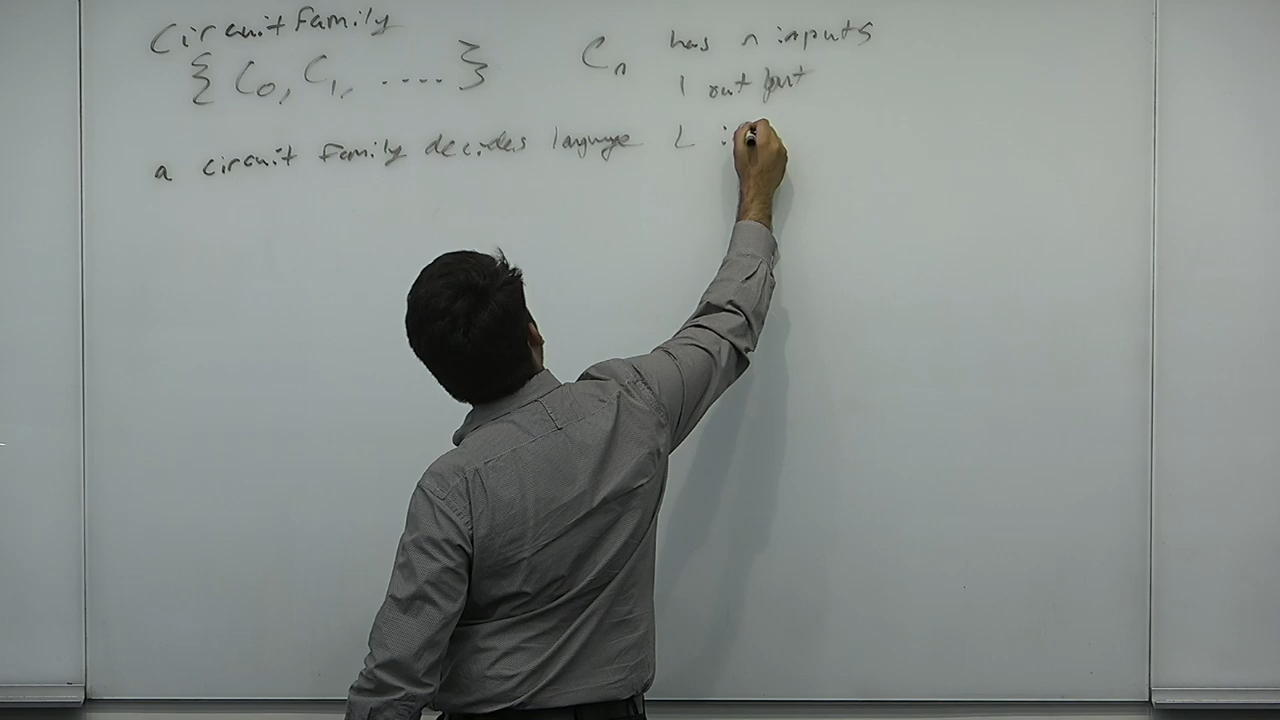 Circuit Family
{ C0, C1, .... } Cn has n inputs
1 output
a circuit family decides language L i